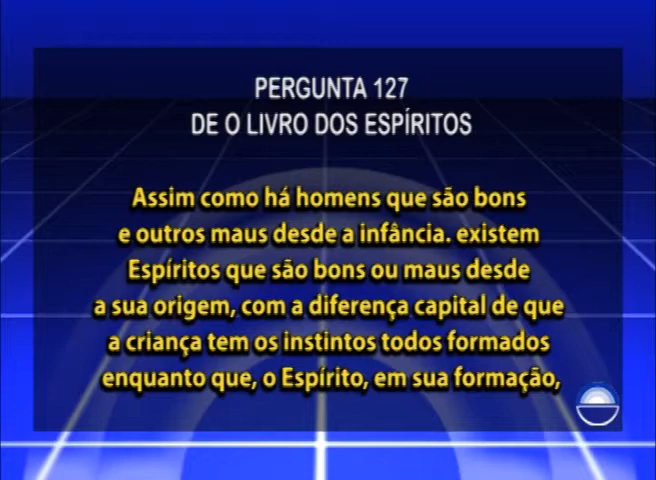 PERGUNTA 127
DE O LIVRO DOS ESPÍRITOS
Assim como há homens que são bons
e outros maus desde a infância. existem
Espíritos que são bons ou maus desde
a sua origem, com a diferença capital de que
a criança tem os instintos todos formados
enquanto que, o Espírito, em sua formação,